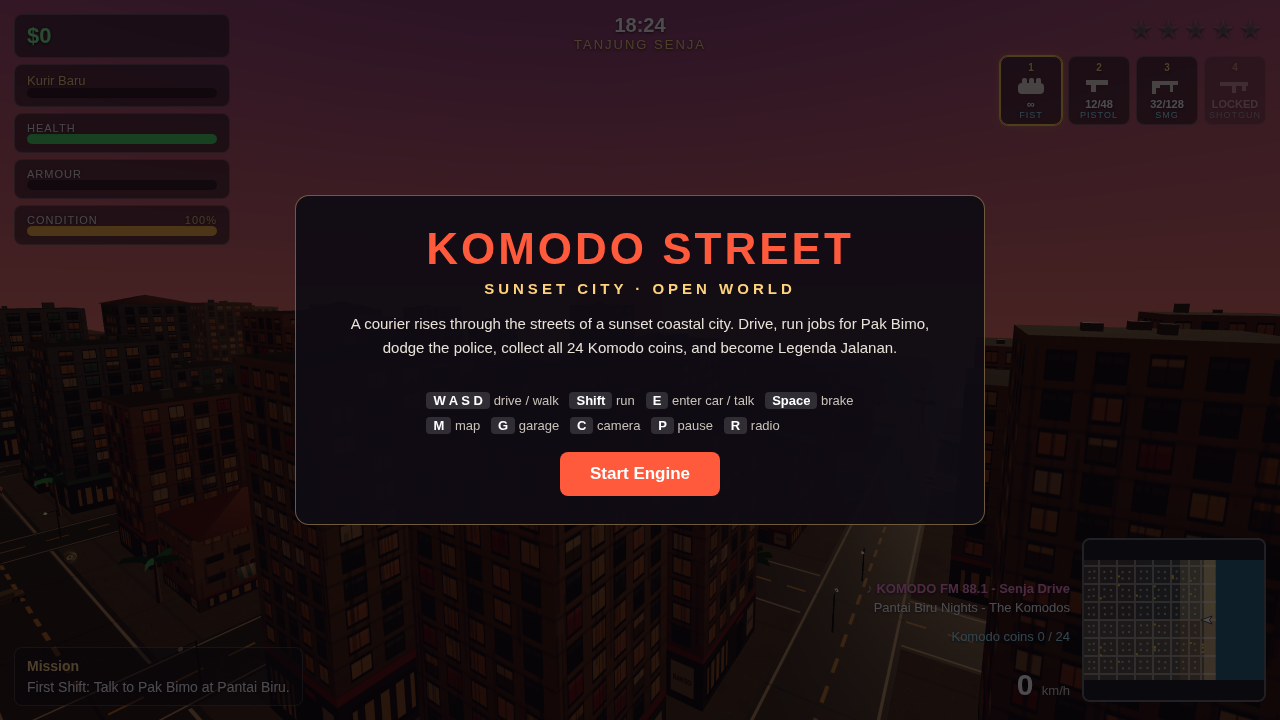 $0
Kurir Baru
HEALTH
ARMOUR
CONDITION 100%
18:24
TANJUNG SENJA
1 2 3 4
∞ 12/48 32/128 LOCKED
FIST PISTOL SMG SHOTGUN
KOMODO STREET
SUNSET CITY · OPEN WORLD
A courier rises through the streets of a sunset coastal city. Drive, run jobs for Pak Bimo,
dodge the police, collect all 24 Komodo coins, and become Legenda Jalanan.
W A S D drive / walk Shift run E enter car / talk Space brake
M map G garage C camera P pause R radio
Start Engine
♪ KOMODO FM 88.1 - Senja Drive
Pantai Biru Nights - The Komodos
Komodo coins 0 / 24
0 km/h
Mission
First Shift: Talk to Pak Bimo at Pantai Biru.